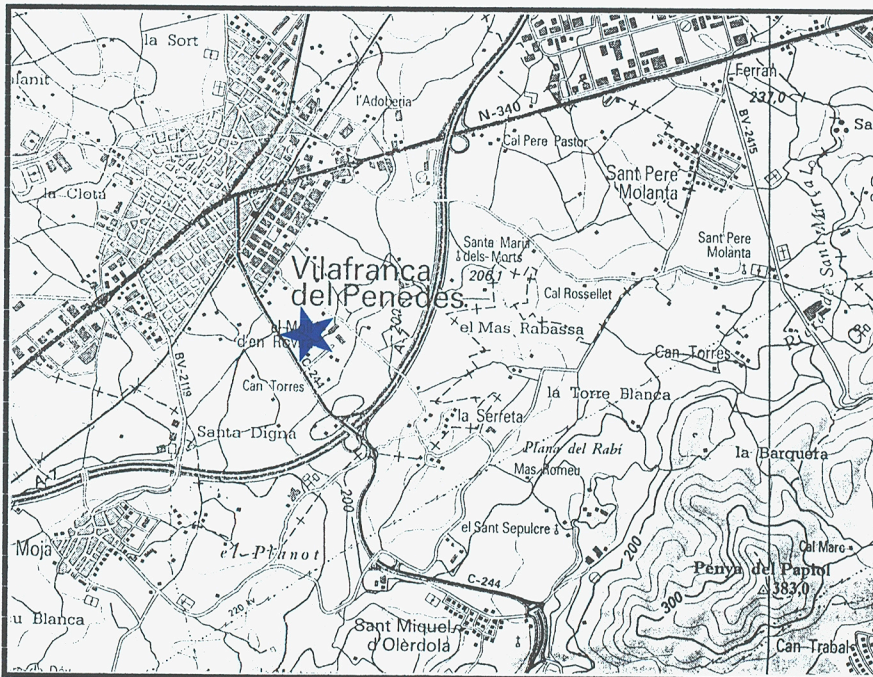 la Sort
l'Adoberia
N-340
Ferran
237,0
BV-2415
Cal Pere Pastor
Sant Pere
Molanta
la Clota
Santa Maria
dels-Morts
206,1
Sant Pere
Molanta
Vilafranca
del Penedès
Cal Rossellet
el Mas Rabassa
Can Torres
BV-2119
C-244
Can Torres
la Torre Blanca
la Serfeta
Santa Digna
Plana del Rabí
la Barquera
Mas Romeu
A-7
200
el Sant Sepulcre
200
Moja
el Planot
Cal Marc
Penya del Papiol
383,0
C-244
300
220 kv
u Blanca
Sant Miquel
d'Olèrdola
Can Trabal